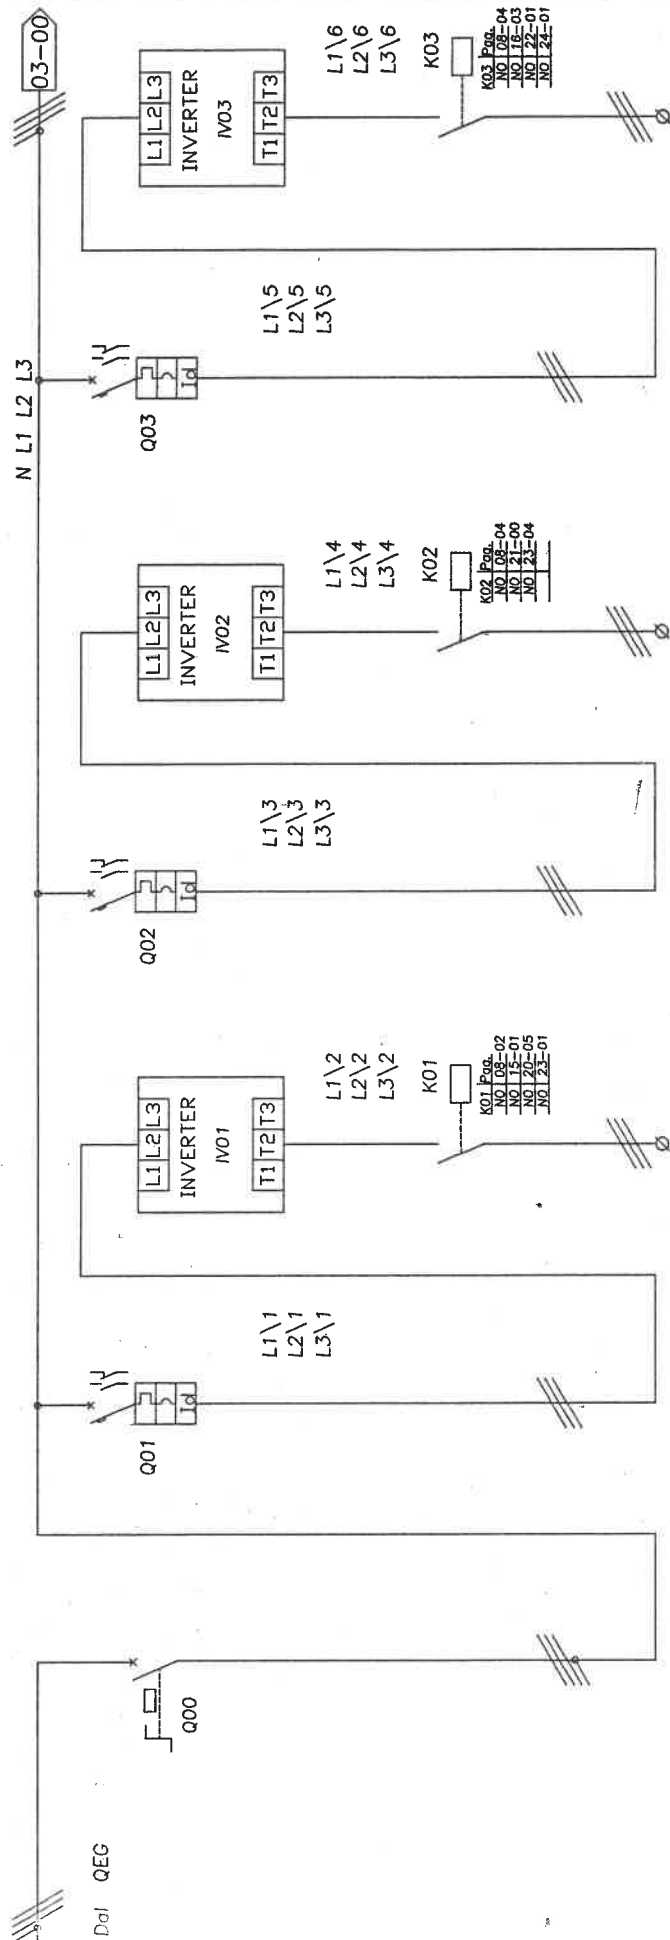 Dal QEG
Q00
Q01
L1\1
L2\1
L3\1
L1 L2 L3
INVERTER
IV01
T1 T2 T3
L1\2
L2\2
L3\2
K01
K01 Pag.
NO 08-02
NO 15-01
NO 20-05
NO 23-01
Q02
L1\3
L2\3
L3\3
L1 L2 L3
INVERTER
IV02
T1 T2 T3
L1\4
L2\4
L3\4
K02
K02 Pag.
NO 08-04
NO 21-00
NO 23-04
N L1 L2 L3
Q03
Id
Id
Id
L1\5
L2\5
L3\5
L1 L2 L3
INVERTER
IV03
T1 T2 T3
L1\6
L2\6
L3\6
K03
K03 Pag.
NO 08-04
NO 16-03
NO 22-01
NO 24-01
03-00